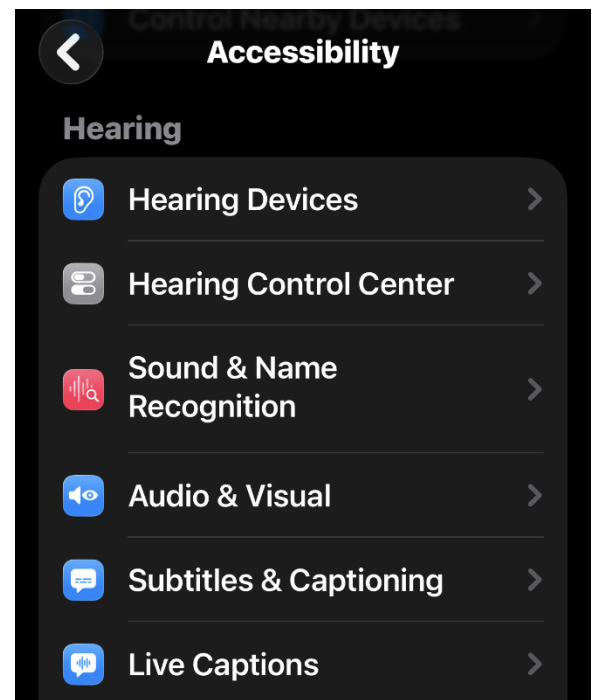 Control Nearby Devices
Accessibility
Hearing
Hearing Devices
Hearing Control Center
Sound & Name
Recognition
Audio & Visual
Subtitles & Captioning
Live Captions